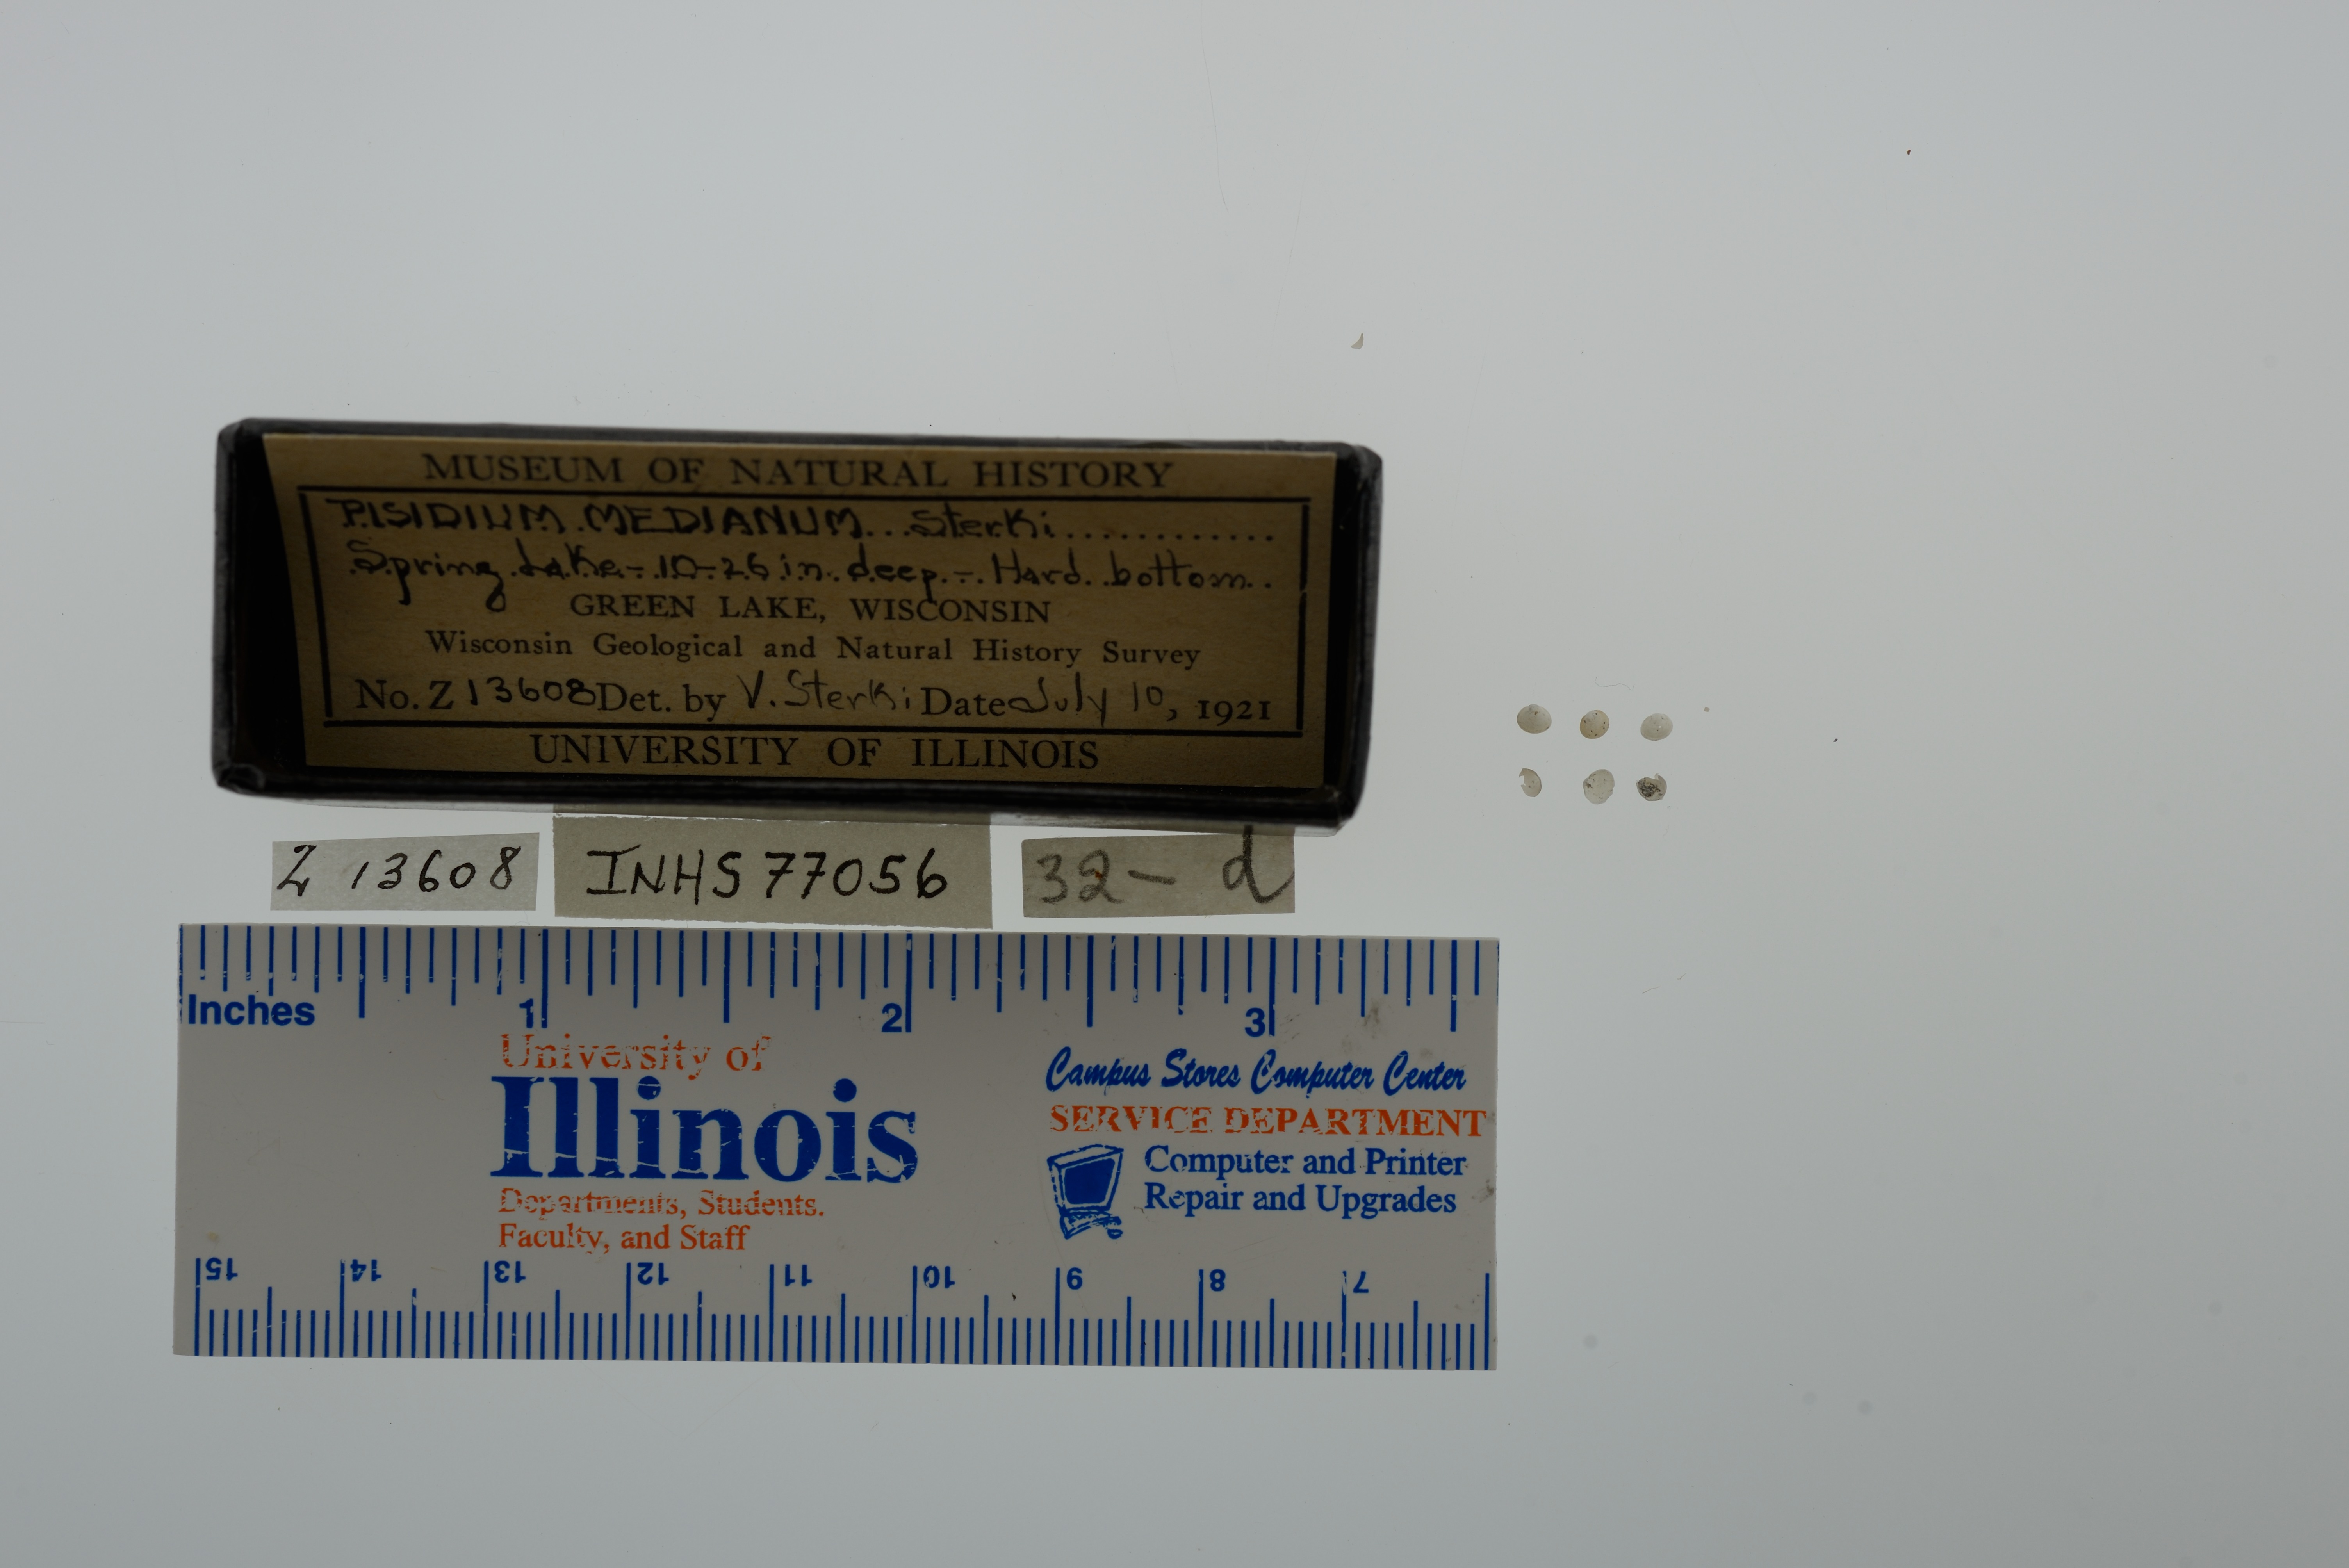 MUSEUM OF NATURAL HISTORY
PISIDIUM MEDIANUM...Sterki.............
Spring Lake - 10-26 in. deep - Hard bottom..
GREEN LAKE, WISCONSIN
Wisconsin Geological and Natural History Survey
No. Z 13608 Det. by V. Sterki Date July 10, 1921
UNIVERSITY OF ILLINOIS
Z 13608
INHS 77056
32 - d
Inches 1 2 3
University of
Illinois
Departments, Students.
Faculty, and Staff
Campus Stores Computer Center
SERVICE DEPARTMENT
Computer and Printer
Repair and Upgrades
15 14 13 12 11 10 9 8 7